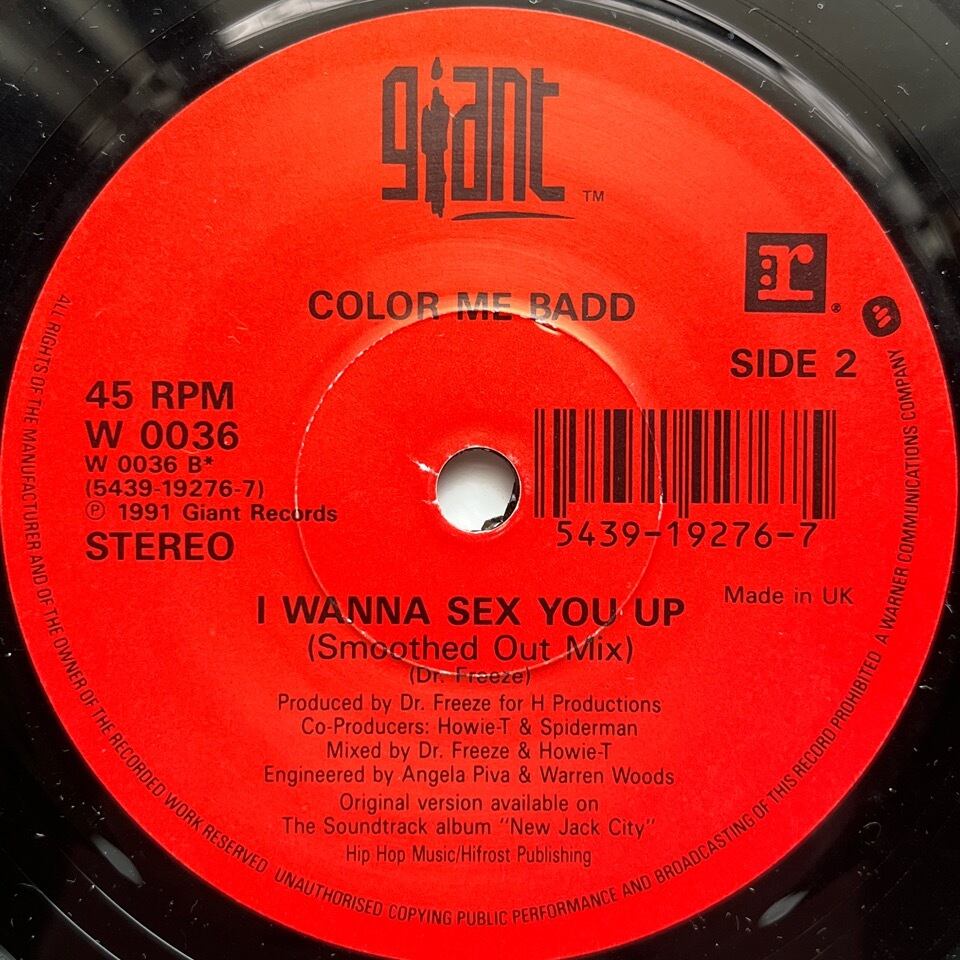 giant ™
r ®
COLOR ME BADD
SIDE 2
45 RPM
W 0036
W 0036 B*
(5439-19276-7)
℗ 1991 Giant Records
STEREO
5439-19276-7
Made in UK
I WANNA SEX YOU UP
(Smoothed Out Mix)
(Dr. Freeze)
Produced by Dr. Freeze for H Productions
Co-Producers: Howie-T & Spiderman
Mixed by Dr. Freeze & Howie-T
Engineered by Angela Piva & Warren Woods
Original version available on
The Soundtrack album "New Jack City"
Hip Hop Music/Hifrost Publishing
ALL RIGHTS OF THE MANUFACTURER AND OF THE OWNER OF THE RECORDED WORK RESERVED UNAUTHORISED COPYING PUBLIC PERFORMANCE AND BROADCASTING OF THIS RECORD PROHIBITED A WARNER COMMUNICATIONS COMPANY